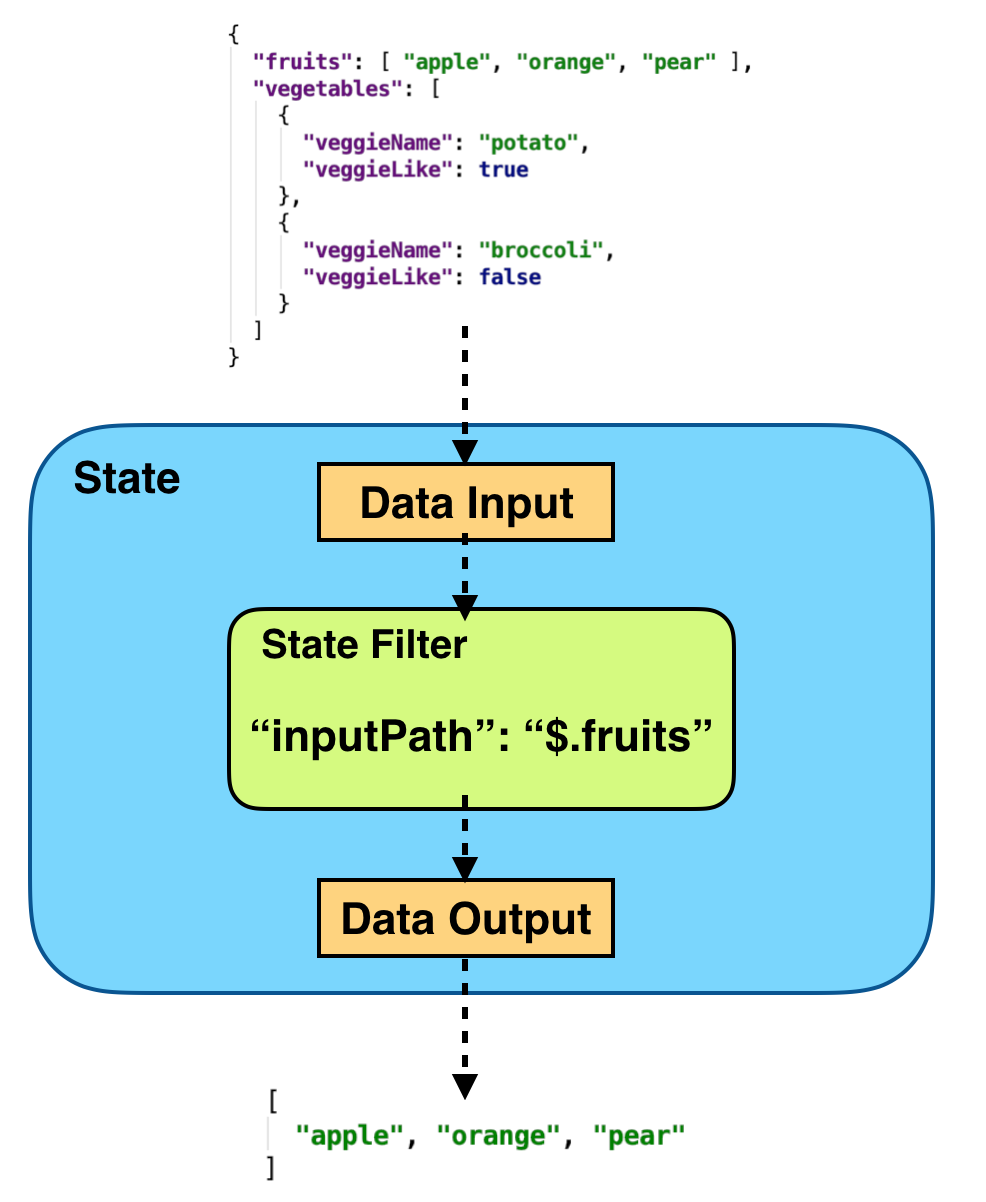 {
"fruits": [ "apple", "orange", "pear" ],
"vegetables": [
{
"veggieName": "potato",
"veggieLike": true
},
{
"veggieName": "broccoli",
"veggieLike": false
}
]
}
State
Data Input
State Filter
“inputPath”: “$.fruits”
Data Output
[
"apple", "orange", "pear"
]